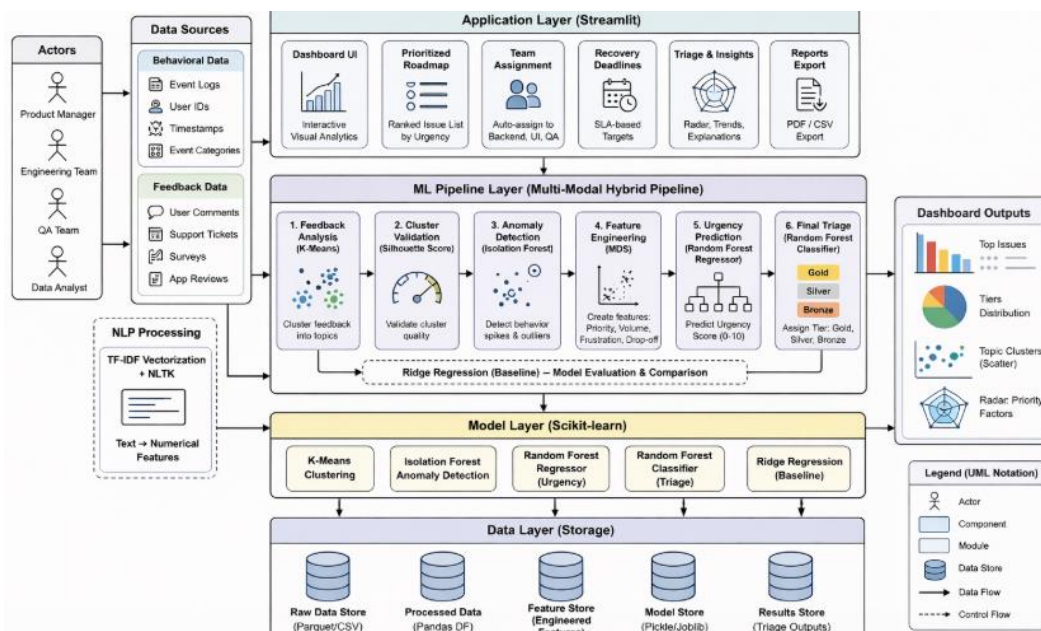 Actors
Product Manager
Engineering Team
QA Team
Data Analyst
Data Sources
Behavioral Data
Event Logs
User IDs
Timestamps
Event Categories
Feedback Data
User Comments
Support Tickets
Surveys
App Reviews
NLP Processing
TF-IDF Vectorization
+ NLTK
Text → Numerical
Features
Application Layer (Streamlit)
Dashboard UI
Interactive
Visual Analytics
Prioritized
Roadmap
Ranked Issue List
by Urgency
Team
Assignment
Auto-assign to
Backend, UI, QA
Recovery
Deadlines
SLA-based
Targets
Triage & Insights
Radar, Trends,
Explanations
Reports
Export
PDF / CSV
Export
ML Pipeline Layer (Multi-Modal Hybrid Pipeline)
1. Feedback
Analysis
(K-Means)
Cluster feedback
into topics
2. Cluster
Validation
(Silhouette Score)
Validate cluster
quality
3. Anomaly
Detection
(Isolation Forest)
Detect behavior
spikes & outliers
4. Feature
Engineering
(MDS)
Create features:
Priority, Volume,
Frustration, Drop-off
5. Urgency
Prediction
(Random Forest
Regressor)
Predict Urgency
Score (0-10)
6. Final Triage
(Random Forest
Classifier)
Gold
Silver
Bronze
Assign Tier: Gold,
Silver, Bronze
Ridge Regression (Baseline) — Model Evaluation & Comparison
Model Layer (Scikit-learn)
K-Means
Clustering
Isolation Forest
Anomaly Detection
Random Forest
Regressor
(Urgency)
Random Forest
Classifier
(Triage)
Ridge Regression
(Baseline)
Data Layer (Storage)
Raw Data Store
(Parquet/CSV)
Processed Data
(Pandas DF)
Feature Store
(Engineered
Features)
Model Store
(Pickle/Joblib)
Results Store
(Triage Outputs)
Dashboard Outputs
Top Issues
Tiers
Distribution
Topic Clusters
(Scatter)
Radar: Priority
Factors
Legend (UML Notation)
Actor
Component
Module
Data Store
Data Flow
Control Flow